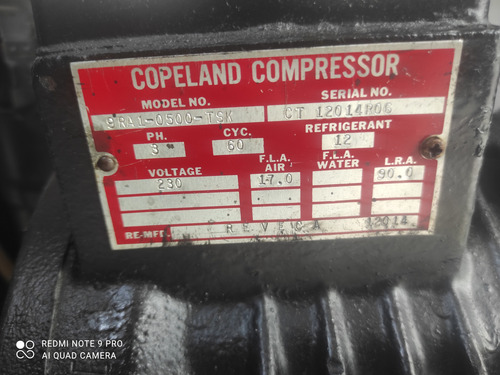 COPELAND COMPRESSOR
MODEL NO. SERIAL NO.
9RA1-0500-TSK CT 12014R06
PH. CYC. REFRIGERANT
3 60 12
VOLTAGE F.L.A. AIR F.L.A. WATER L.R.A.
230 17.0 90.0
RE-MFD. REVECA 12014
REDMI NOTE 9 PRO
AI QUAD CAMERA